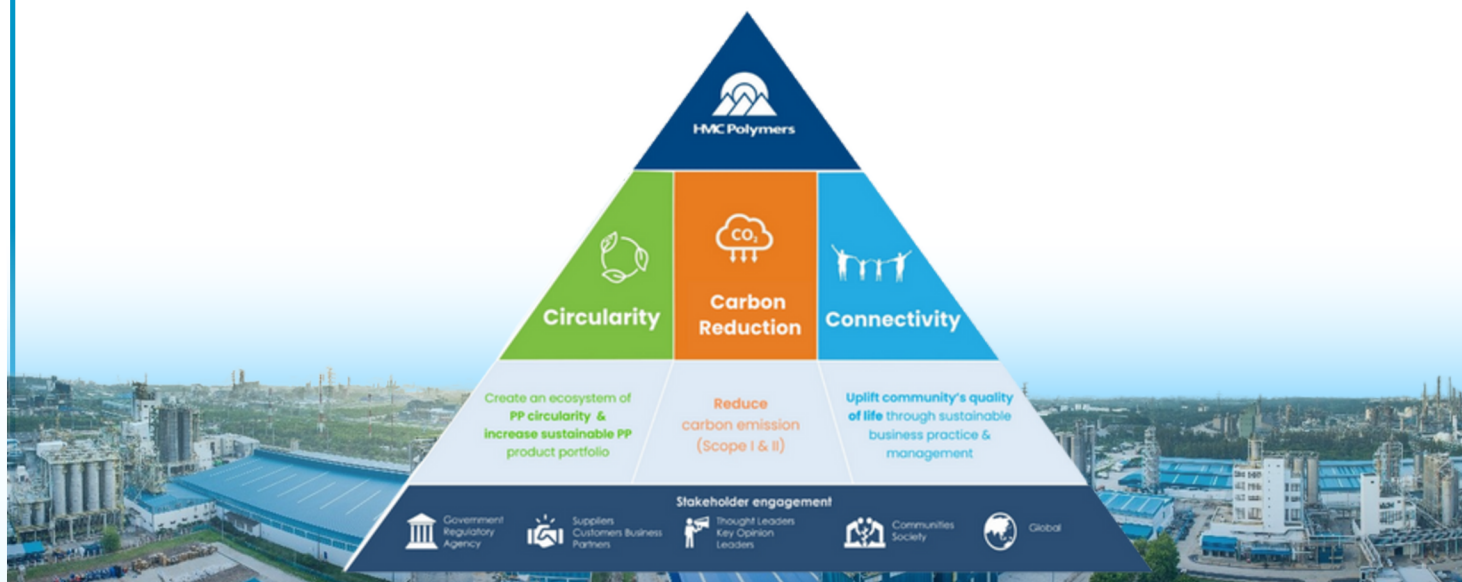 HMC Polymers
CO₂
Circularity
Carbon
Reduction
Connectivity
Create an ecosystem of
PP circularity &
increase sustainable PP
product portfolio
Reduce
carbon emission
(Scope I & II)
Uplift community's quality
of life through sustainable
business practice &
management
Stakeholder engagement
Government
Regulatory
Agency
Suppliers
Customers Business
Partners
Thought Leaders
Key Opinion
Leaders
Communities
Society
Global